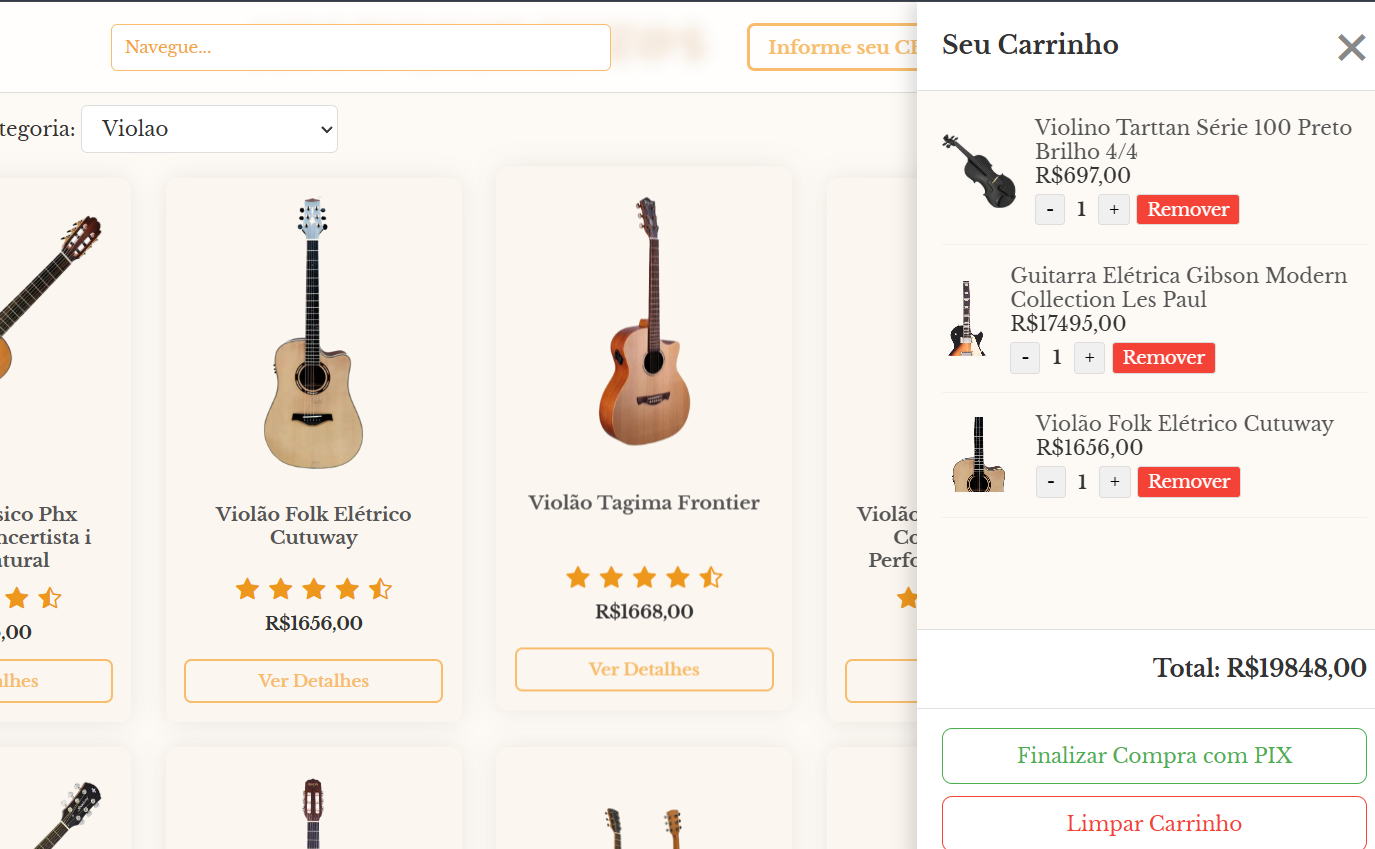 Navegue...
Informe seu CE
tegoria:
Violao
sico Phx
ncertista i
tural
,00
lhes
Violão Folk Elétrico
Cutuway
R$1656,00
Ver Detalhes
Violão Tagima Frontier
R$1668,00
Ver Detalhes
Violão
Co
Perfo
Seu Carrinho
Violino Tarttan Série 100 Preto
Brilho 4/4
R$697,00
- 1 + Remover
Guitarra Elétrica Gibson Modern
Collection Les Paul
R$17495,00
- 1 + Remover
Violão Folk Elétrico Cutuway
R$1656,00
- 1 + Remover
Total: R$19848,00
Finalizar Compra com PIX
Limpar Carrinho